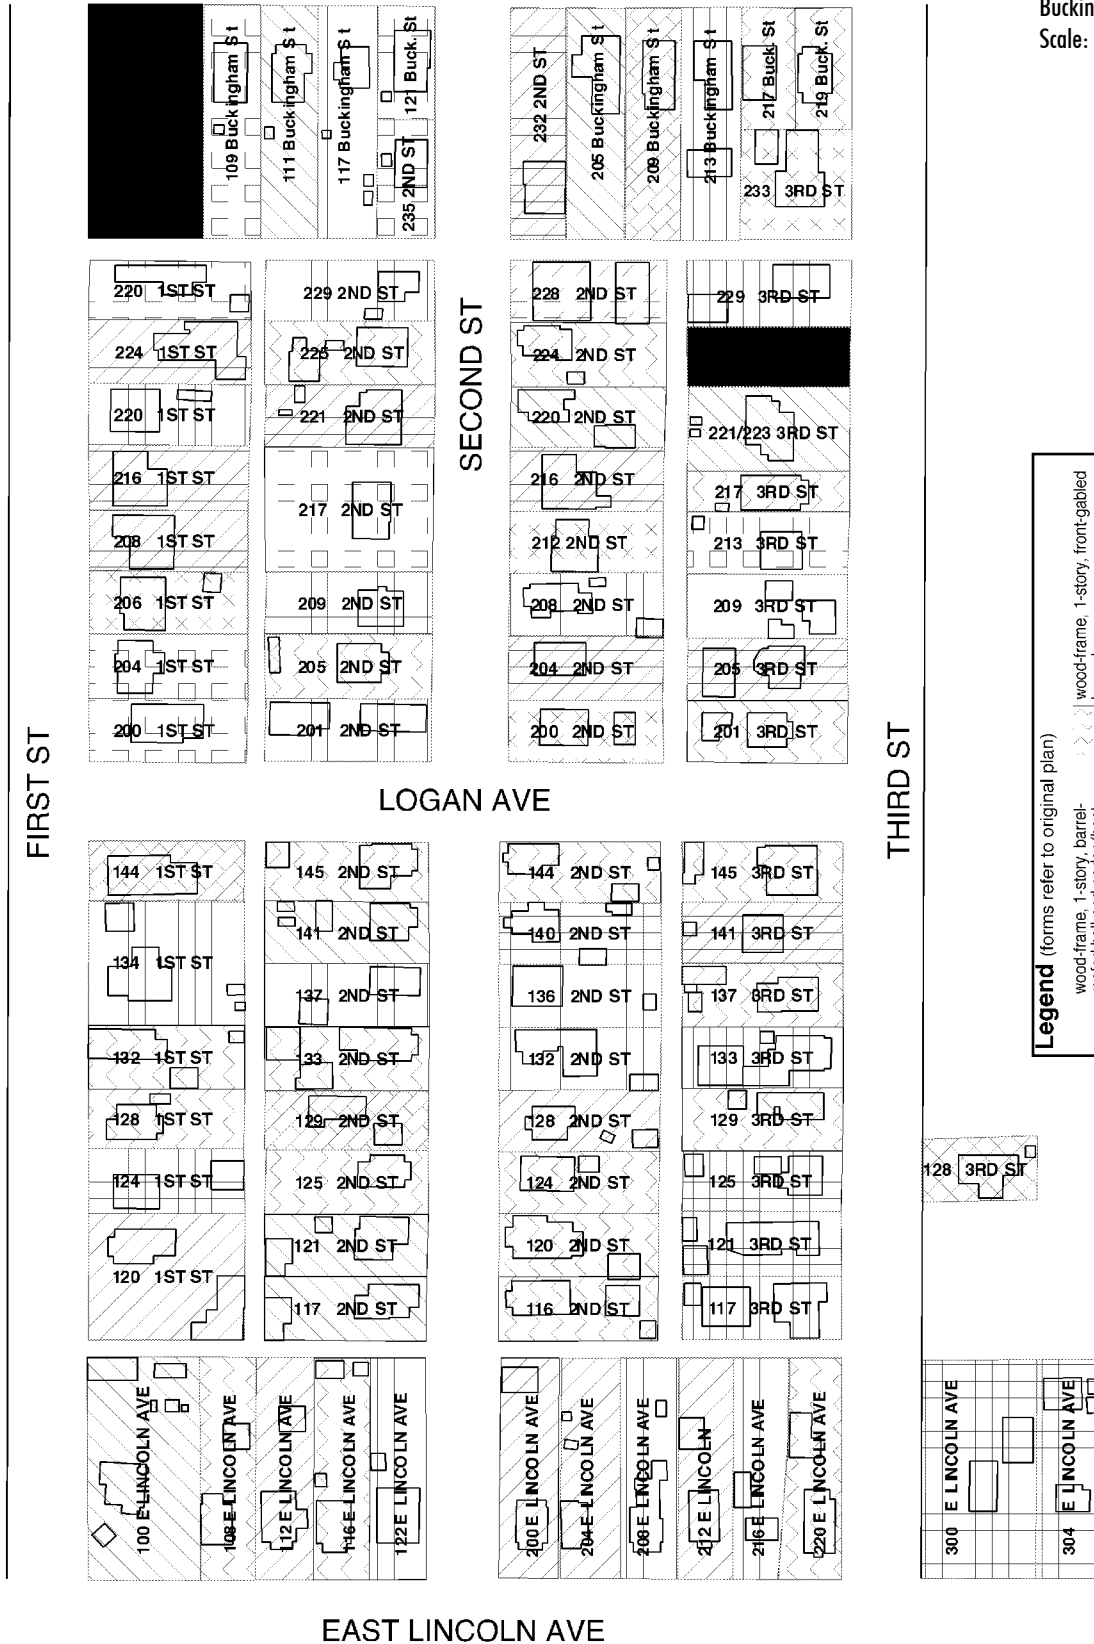 Buckin
Scale:
109 Buckingham St
111 Buckingham St
117 Buckingham St
121 Buck. St
235 2ND ST
232 2ND ST
205 Buckingham St
209 Buckingham St
213 Buckingham St
217 Buck. St
219 Buck. St
233 3RD ST
220 1ST ST
229 2ND ST
228 2ND ST
229 3RD ST
224 1ST ST
225 2ND ST
224 2ND ST
220 1ST ST
221 2ND ST
220 2ND ST
221/223 3RD ST
216 1ST ST
217 2ND ST
216 2ND ST
217 3RD ST
208 1ST ST
212 2ND ST
213 3RD ST
206 1ST ST
209 2ND ST
208 2ND ST
209 3RD ST
204 1ST ST
205 2ND ST
204 2ND ST
205 3RD ST
200 1ST ST
201 2ND ST
200 2ND ST
201 3RD ST
FIRST ST
SECOND ST
THIRD ST
LOGAN AVE
144 1ST ST
145 2ND ST
144 2ND ST
145 3RD ST
134 1ST ST
141 2ND ST
140 2ND ST
141 3RD ST
137 2ND ST
136 2ND ST
137 3RD ST
132 1ST ST
133 2ND ST
132 2ND ST
133 3RD ST
128 1ST ST
129 2ND ST
128 2ND ST
129 3RD ST
124 1ST ST
125 2ND ST
124 2ND ST
125 3RD ST
120 1ST ST
121 2ND ST
120 2ND ST
121 3RD ST
117 2ND ST
116 2ND ST
117 3RD ST
128 3RD ST
100 E LINCOLN AVE
108 E LINCOLN AVE
112 E LINCOLN AVE
116 E LINCOLN AVE
122 E LINCOLN AVE
200 E LINCOLN AVE
204 E LINCOLN AVE
208 E LINCOLN AVE
212 E LINCOLN
216 E LINCOLN AVE
220 E LINCOLN AVE
300 E LINCOLN AVE
304 E LINCOLN AVE
EAST LINCOLN AVE
Legend (forms refer to original plan)
wood-frame, 1-story, barrel-
wood-frame, 1-story, front-gabled